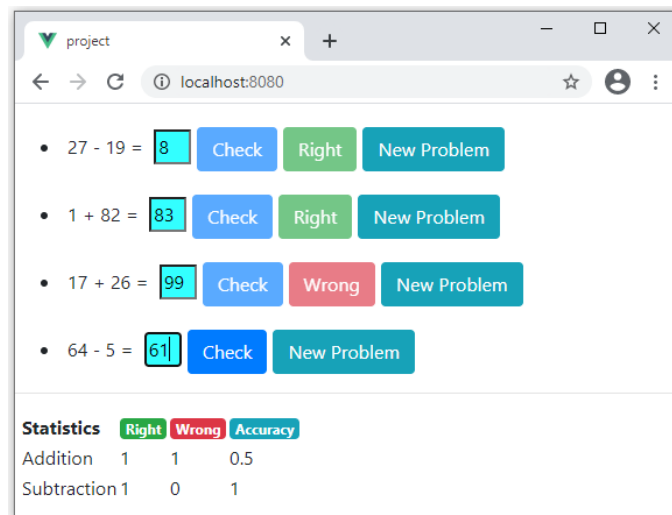 project
localhost:8080
27 - 19 = 8 Check Right New Problem
1 + 82 = 83 Check Right New Problem
17 + 26 = 99 Check Wrong New Problem
64 - 5 = 61 Check New Problem
Statistics Right Wrong Accuracy
Addition 1 1 0.5
Subtraction 1 0 1